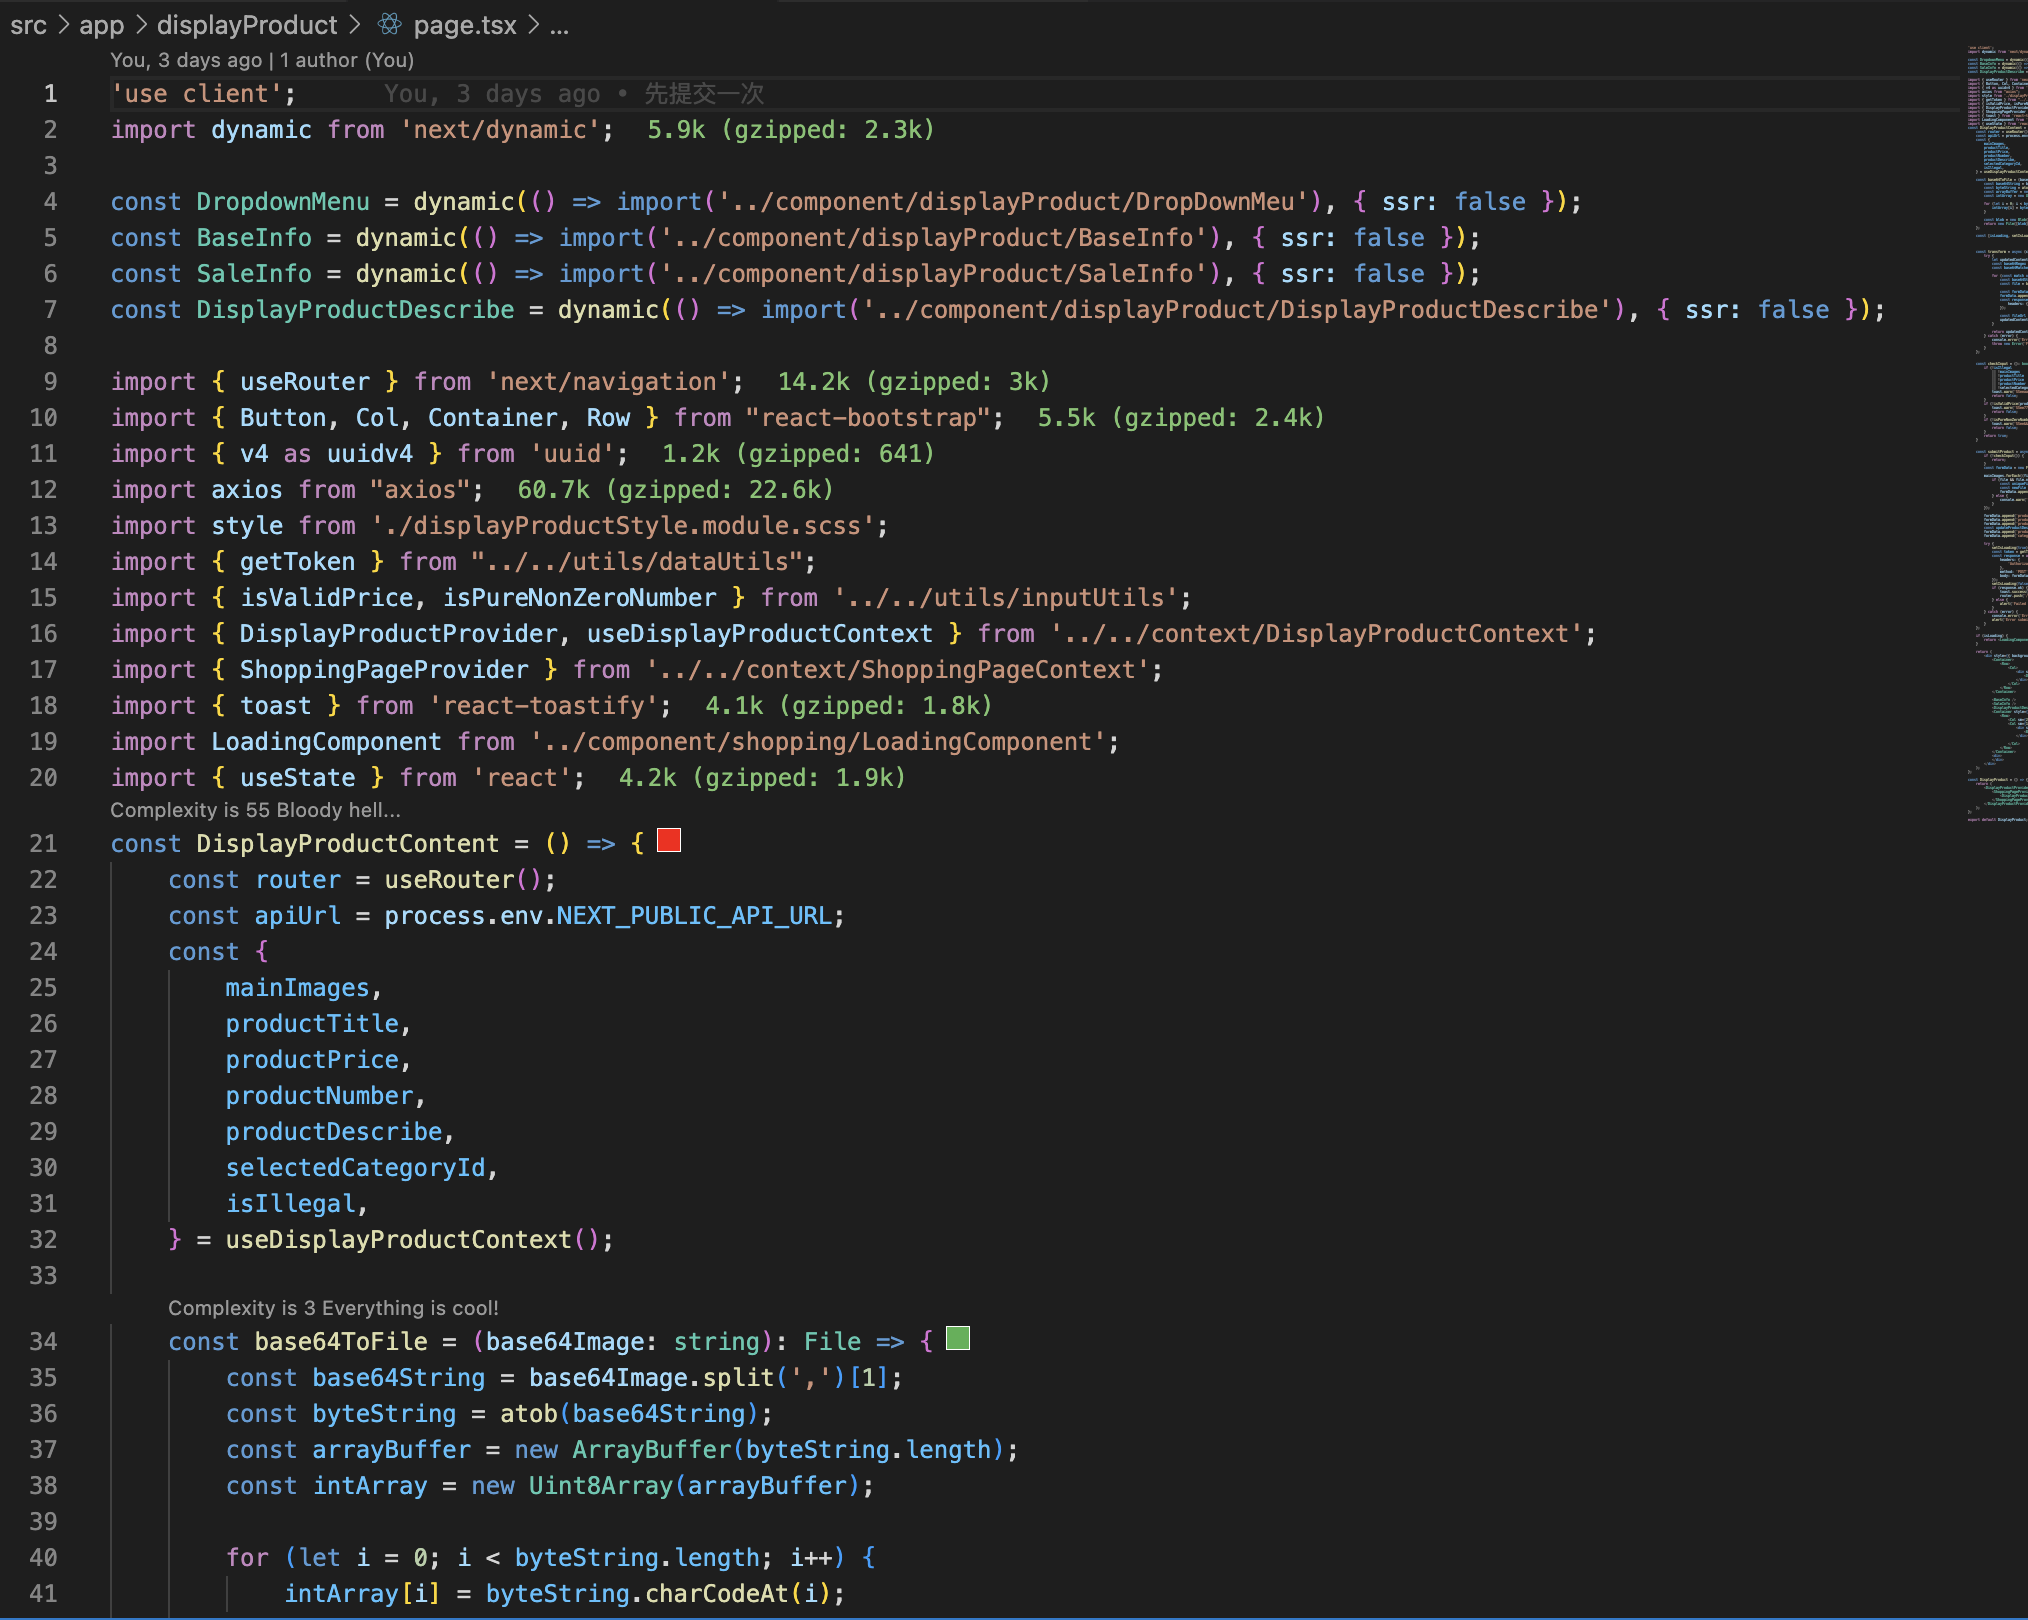 src > app > displayProduct > page.tsx > ...
You, 3 days ago | 1 author (You)
1 'use client'; You, 3 days ago • 先提交一次
2 import dynamic from 'next/dynamic'; 5.9k (gzipped: 2.3k)
3
4 const DropdownMenu = dynamic(() => import('../component/displayProduct/DropDownMeu'), { ssr: false });
5 const BaseInfo = dynamic(() => import('../component/displayProduct/BaseInfo'), { ssr: false });
6 const SaleInfo = dynamic(() => import('../component/displayProduct/SaleInfo'), { ssr: false });
7 const DisplayProductDescribe = dynamic(() => import('../component/displayProduct/DisplayProductDescribe'), { ssr: false });
8
9 import { useRouter } from 'next/navigation'; 14.2k (gzipped: 3k)
10 import { Button, Col, Container, Row } from "react-bootstrap"; 5.5k (gzipped: 2.4k)
11 import { v4 as uuidv4 } from 'uuid'; 1.2k (gzipped: 641)
12 import axios from "axios"; 60.7k (gzipped: 22.6k)
13 import style from './displayProductStyle.module.scss';
14 import { getToken } from "../../utils/dataUtils";
15 import { isValidPrice, isPureNonZeroNumber } from '../../utils/inputUtils';
16 import { DisplayProductProvider, useDisplayProductContext } from '../../context/DisplayProductContext';
17 import { ShoppingPageProvider } from '../../context/ShoppingPageContext';
18 import { toast } from 'react-toastify'; 4.1k (gzipped: 1.8k)
19 import LoadingComponent from '../component/shopping/LoadingComponent';
20 import { useState } from 'react'; 4.2k (gzipped: 1.9k)
Complexity is 55 Bloody hell...
21 const DisplayProductContent = () => {
22 const router = useRouter();
23 const apiUrl = process.env.NEXT_PUBLIC_API_URL;
24 const {
25 mainImages,
26 productTitle,
27 productPrice,
28 productNumber,
29 productDescribe,
30 selectedCategoryId,
31 isIllegal,
32 } = useDisplayProductContext();
33
Complexity is 3 Everything is cool!
34 const base64ToFile = (base64Image: string): File => {
35 const base64String = base64Image.split(',')[1];
36 const byteString = atob(base64String);
37 const arrayBuffer = new ArrayBuffer(byteString.length);
38 const intArray = new Uint8Array(arrayBuffer);
39
40 for (let i = 0; i < byteString.length; i++) {
41 intArray[i] = byteString.charCodeAt(i);